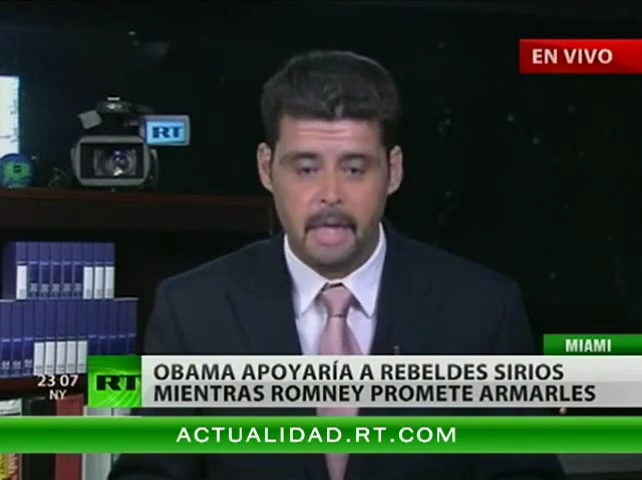 EN VIVO
RT
MIAMI
23:07
NY
RT
OBAMA APOYARÍA A REBELDES SIRIOS
MIENTRAS ROMNEY PROMETE ARMARLES
ACTUALIDAD.RT.COM